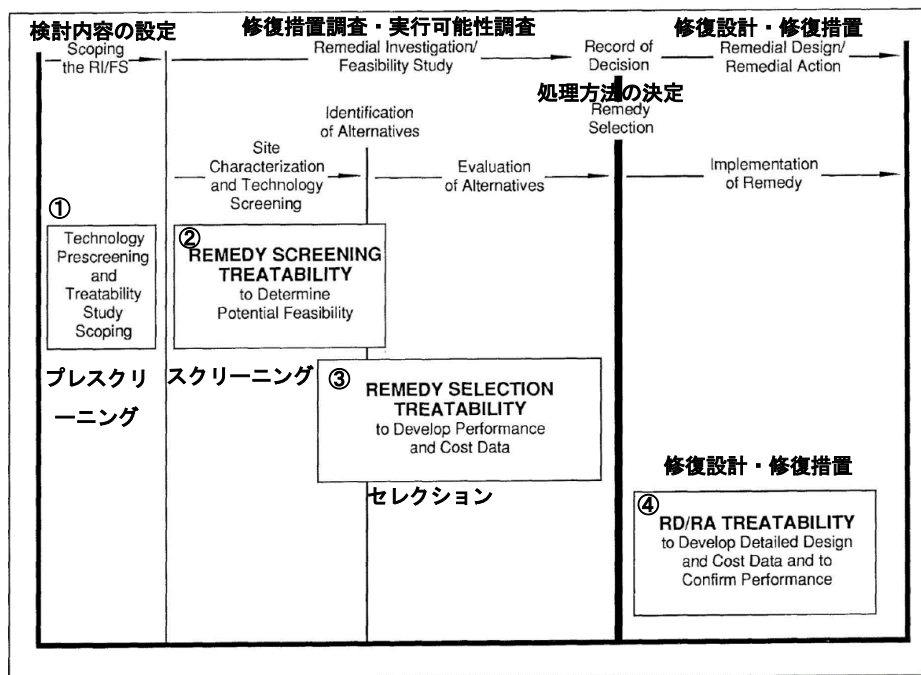 検討内容の設定
修復措置調査・実行可能性調査
修復設計・修復措置
Scoping
the RI/FS
Remedial Investigation/
Feasibility Study
Record of
Decision
Remedial Design/
Remedial Action
処理方法の決定
Identification
of Alternatives
Remedy
Selection
Site
Characterization
and Technology
Screening
Evaluation
of Alternatives
Implementation
of Remedy
①
Technology
Prescreening
and
Treatability
Study
Scoping
②
REMEDY SCREENING
TREATABILITY
to Determine
Potential Feasibility
プレスクリ
ーニング
スクリーニング
③
REMEDY SELECTION
TREATABILITY
to Develop Performance
and Cost Data
セレクション
修復設計・修復措置
④
RD/RA TREATABILITY
to Develop Detailed Design
and Cost Data and to
Confirm Performance